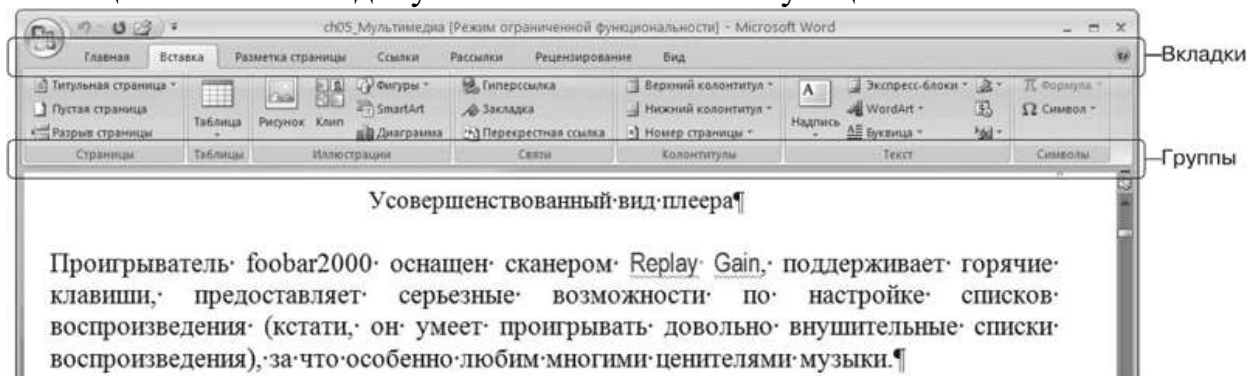 ch05_Мультимедиа [Режим ограниченной функциональности] - Microsoft Word
Главная Вставка Разметка страницы Ссылки Рассылки Рецензирование Вид
Вкладки
Титульная страница
Пустая страница
Разрыв страницы
Таблица
Рисунок
Клип
Фигуры
SmartArt
Диаграмма
Гиперссылка
Закладка
Перекрестная ссылка
Верхний колонтитул
Нижний колонтитул
Номер страницы
Надпись
Экспресс-блоки
WordArt
Буквица
π Формула
Ω Символ
Страницы Таблицы Иллюстрации Связи Колонтитулы Текст Символы
Группы
Усовершенствованный·вид·плеера¶
Проигрыватель· foobar2000· оснащен· сканером· Replay· Gain,· поддерживает· горячие·
клавиши,· предоставляет· серьезные· возможности· по· настройке· списков·
воспроизведения· (кстати,· он· умеет· проигрывать· довольно· внушительные· списки·
воспроизведения),·за·что·особенно·любим·многими·ценителями·музыки.¶